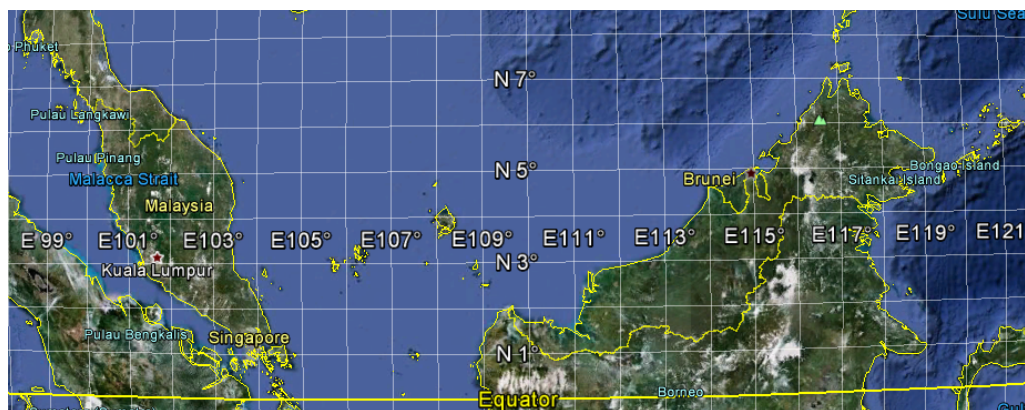 Sulu Sea
Phuket
N 7°
Pulau Langkawi
Pulau Pinang
Malacca Strait
N 5°
Brunei
Bongao Island
Sitankai Island
Malaysia
E 99° E101° E103° E105° E107° E109° E111° E113° E115° E117° E119° E121
N 3°
Kuala Lumpur
Pulau Bengkalis
Singapore
N 1°
Borneo
Equator